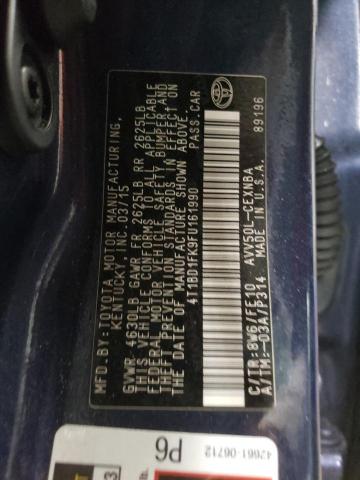 MFD.BY:TOYOTA MOTOR MANUFACTURING,
KENTUCKY, INC. 03/15
GVWR 4630LB GAWR FR 2625LB RR 2625LB
THIS VEHICLE CONFORMS TO ALL APPLICABLE
FEDERAL MOTOR VEHICLE SAFETY, BUMPER, AND
THEFT PREVENTION STANDARDS IN EFFECT ON
THE DATE OF MANUFACTURE SHOWN ABOVE.
4T1BD1FK9FU161990 PASS.CAR
C/TR:8W6/FF10 AVV50L-CEXNBA
A/TM:-03A/P314 MADE IN U.S.A.
89196
42661-06712
P6